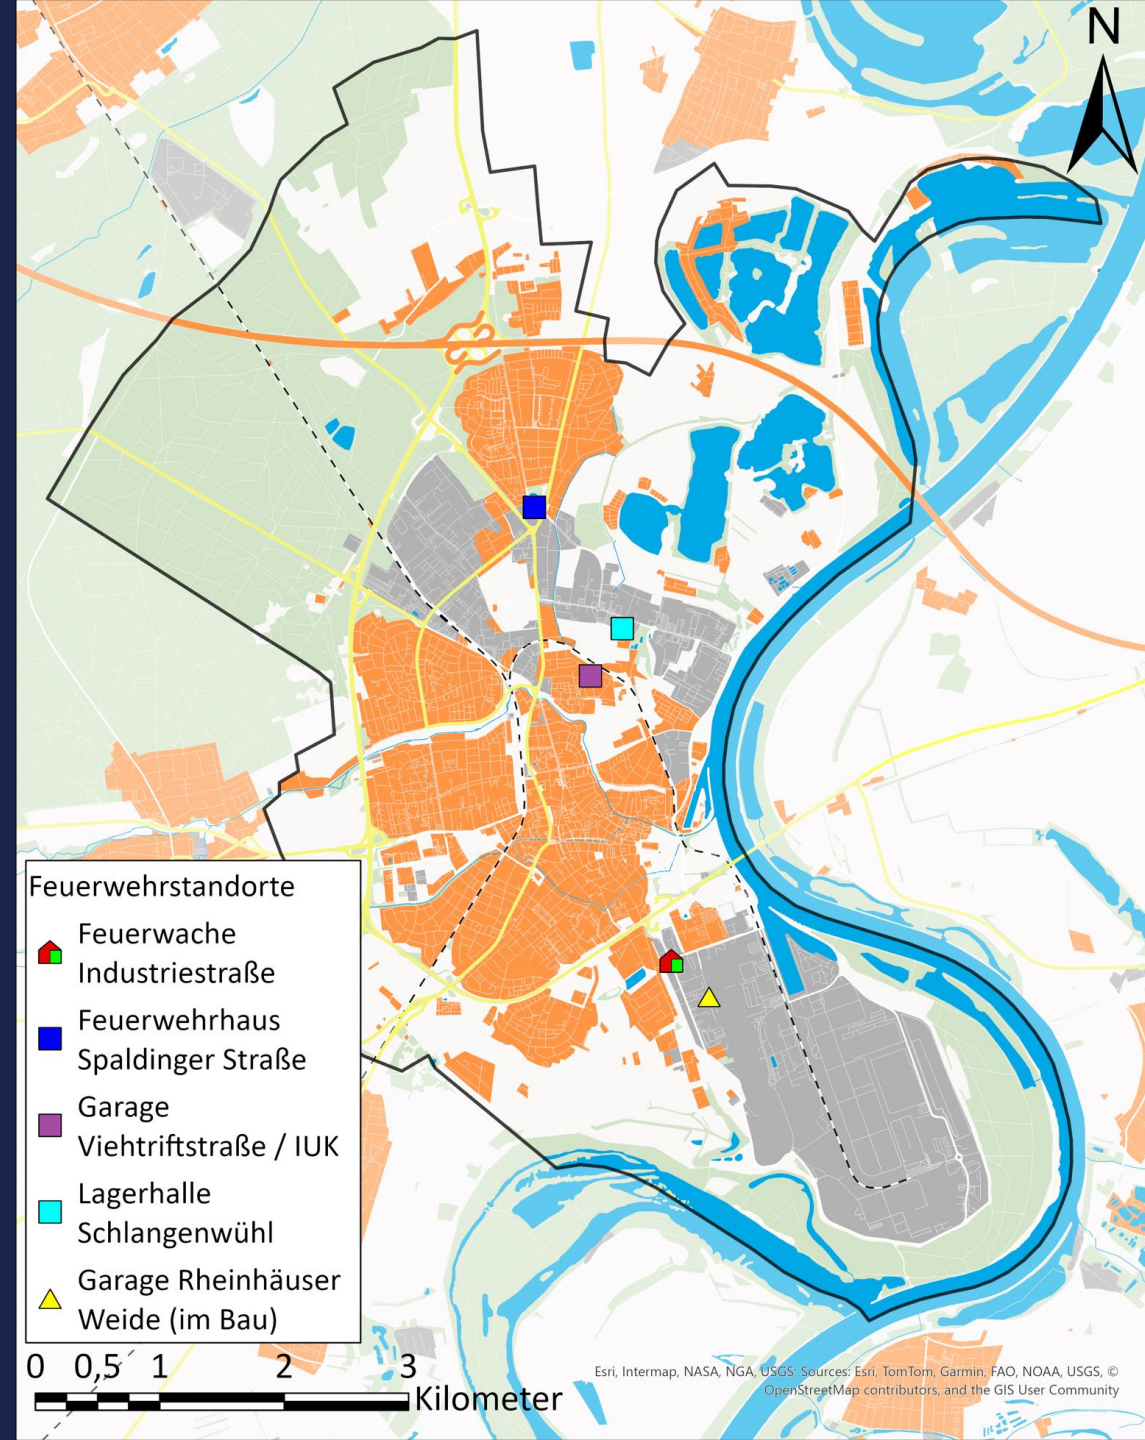 N
Feuerwehrstandorte
Feuerwache
Industriestraße
Feuerwehrhaus
Spaldinger Straße
Garage
Viehtriftstraße / IUK
Lagerhalle
Schlangenwühl
Garage Rheinhäuser
Weide (im Bau)
0 0,5 1 2 3
Kilometer
Esri, Intermap, NASA, NGA, USGS; Sources: Esri, TomTom, Garmin, FAO, NOAA, USGS, ©
OpenStreetMap contributors, and the GIS User Community